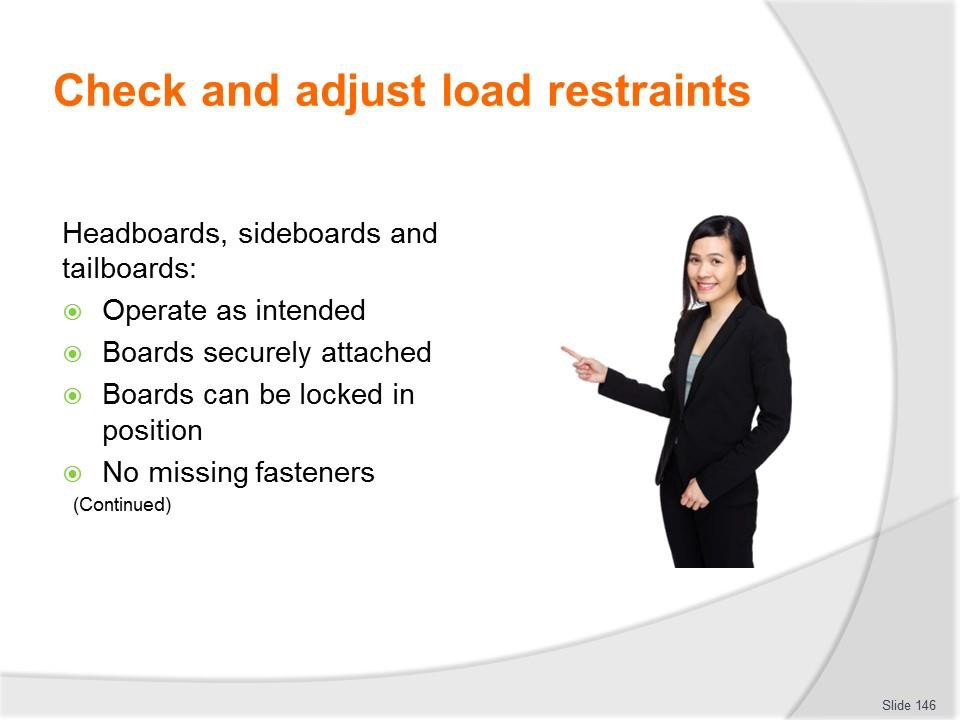 Check and adjust load restraints
Headboards, sideboards and
tailboards:
Operate as intended
Boards securely attached
Boards can be locked in
position
No missing fasteners
(Continued)
Slide 146